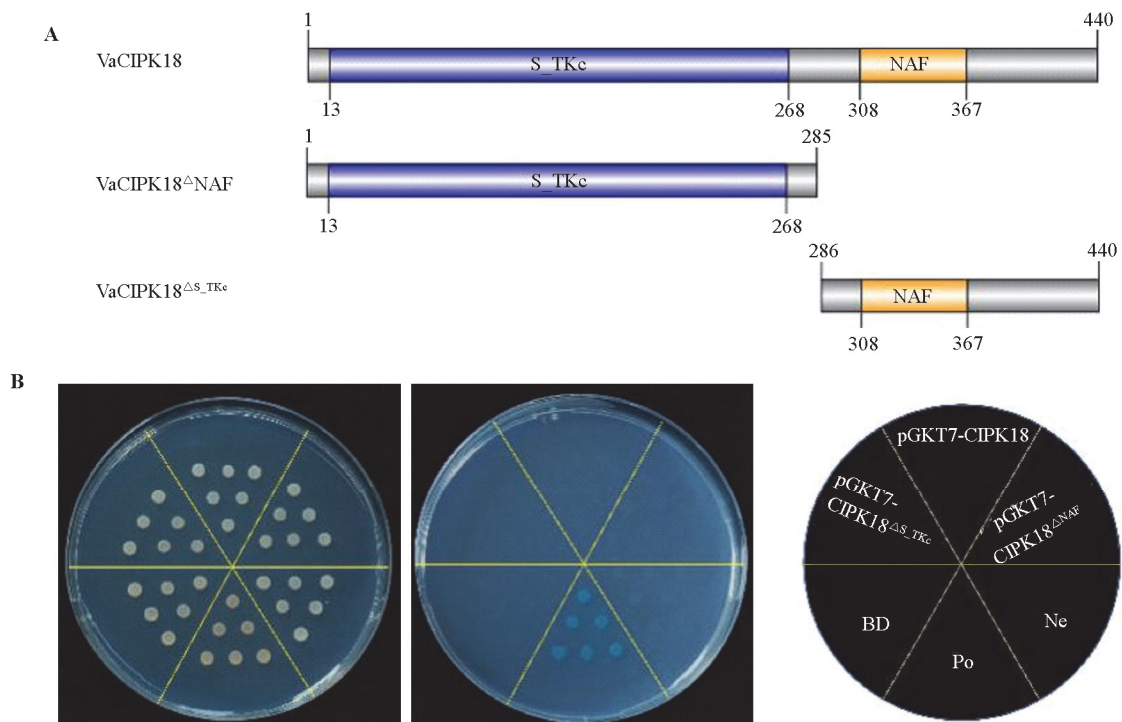 A
1
440
VaCIPK18
S_TKc
NAF
13
268
308
367
1
285
VaCIPK18△NAF
S_TKc
13
268
286
440
VaCIPK18△S_TKc
NAF
308
367
B
pGKT7-CIPK18
pGKT7-
CIPK18△S_TKc
pGKT7-
CIPK18△NAF
BD
Ne
Po